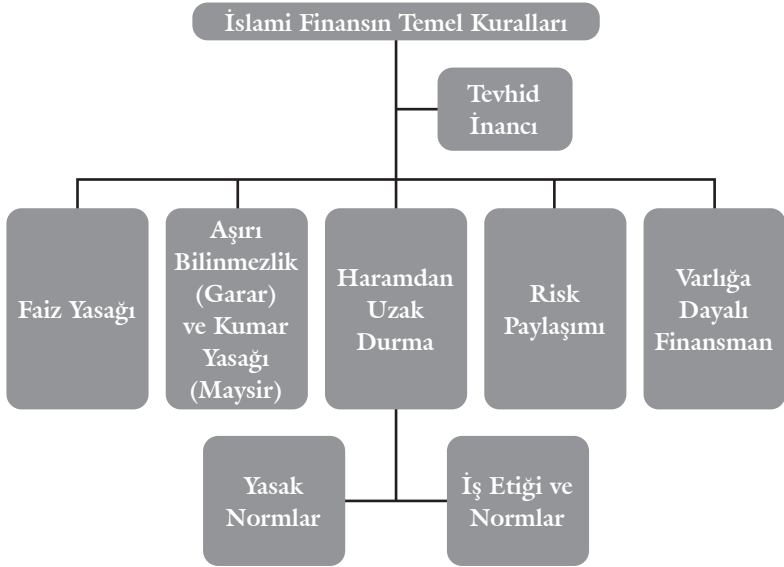 İslami Finansın Temel Kuralları
Tevhid
İnancı
Faiz Yasağı
Aşırı
Bilinmezlik
(Garar)
ve Kumar
Yasağı
(Maysir)
Haramdan
Uzak
Durma
Risk
Paylaşımı
Varlığa
Dayalı
Finansman
Yasak
Normlar
İş Etiği ve
Normlar